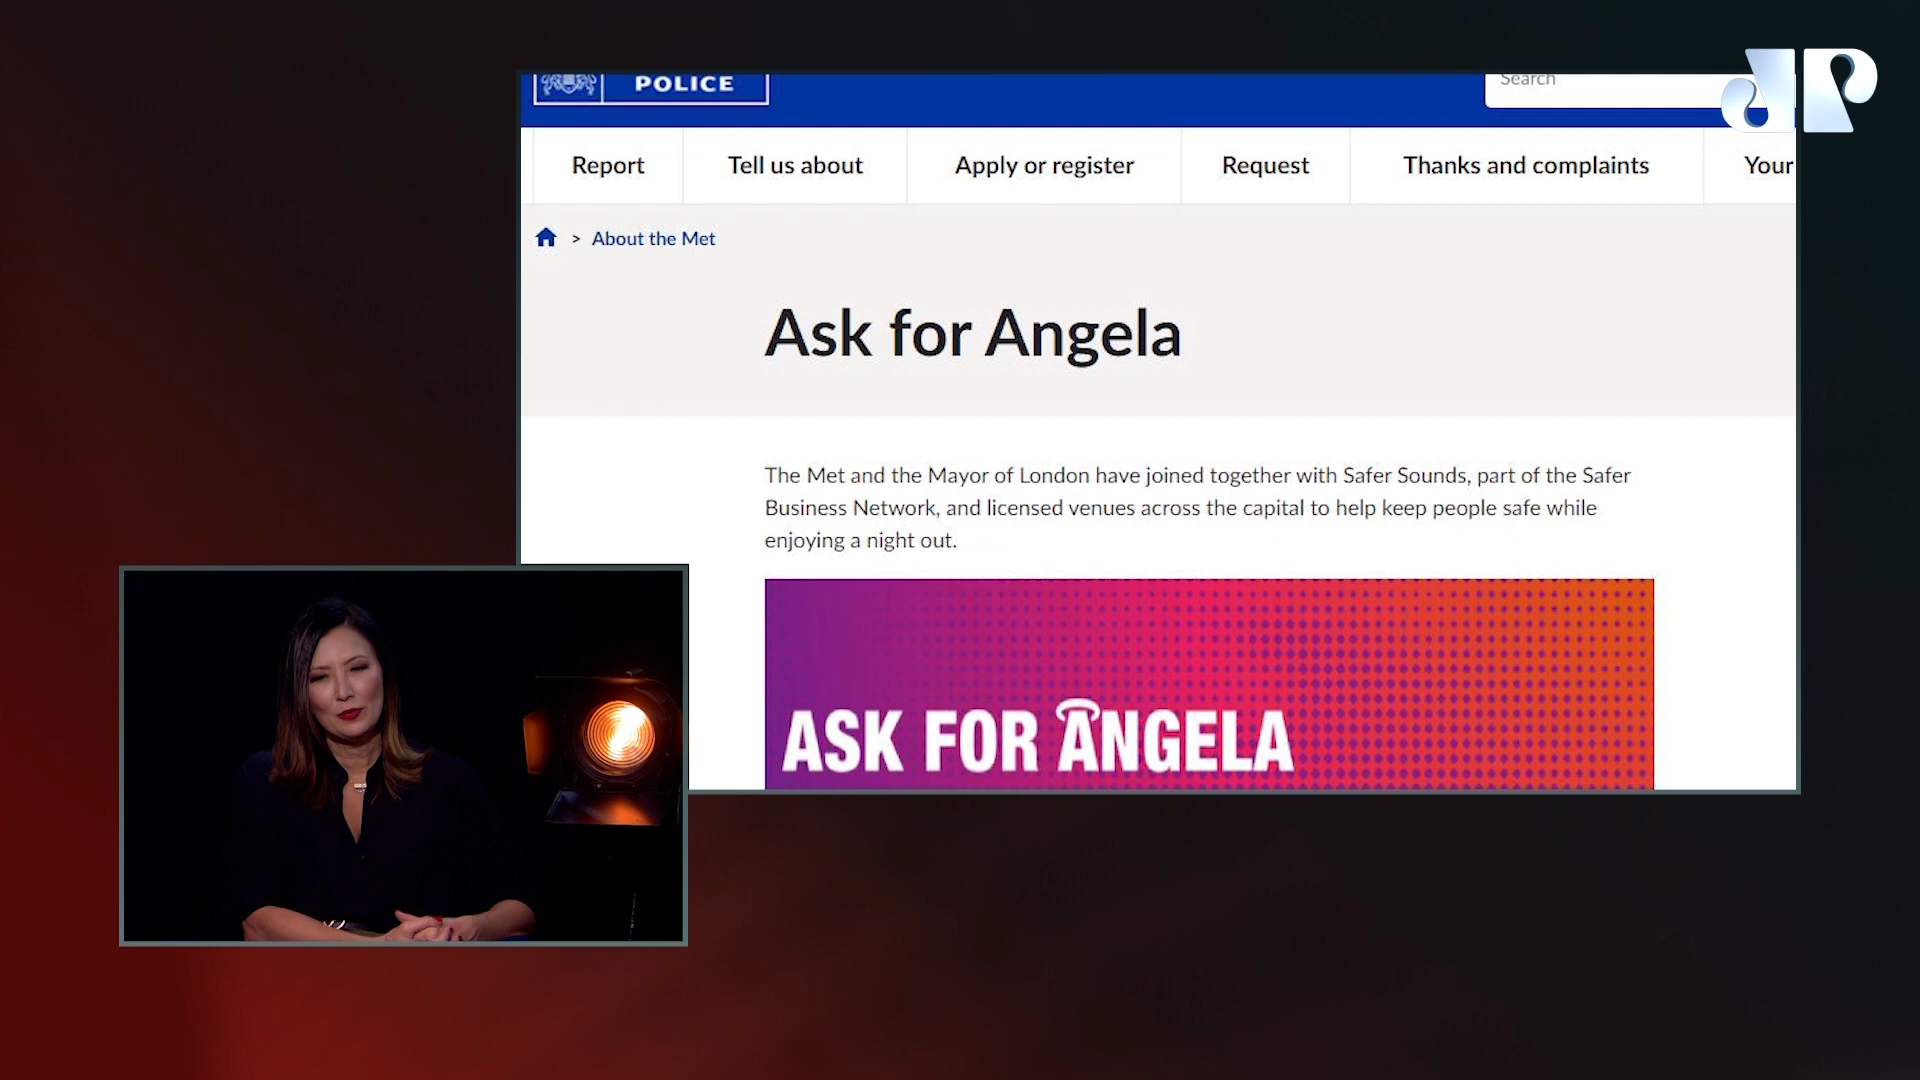 JP
POLICE
Search
Report
Tell us about
Apply or register
Request
Thanks and complaints
Your
> About the Met
Ask for Angela
The Met and the Mayor of London have joined together with Safer Sounds, part of the Safer
Business Network, and licensed venues across the capital to help keep people safe while
enjoying a night out.
ASK FOR ANGELA